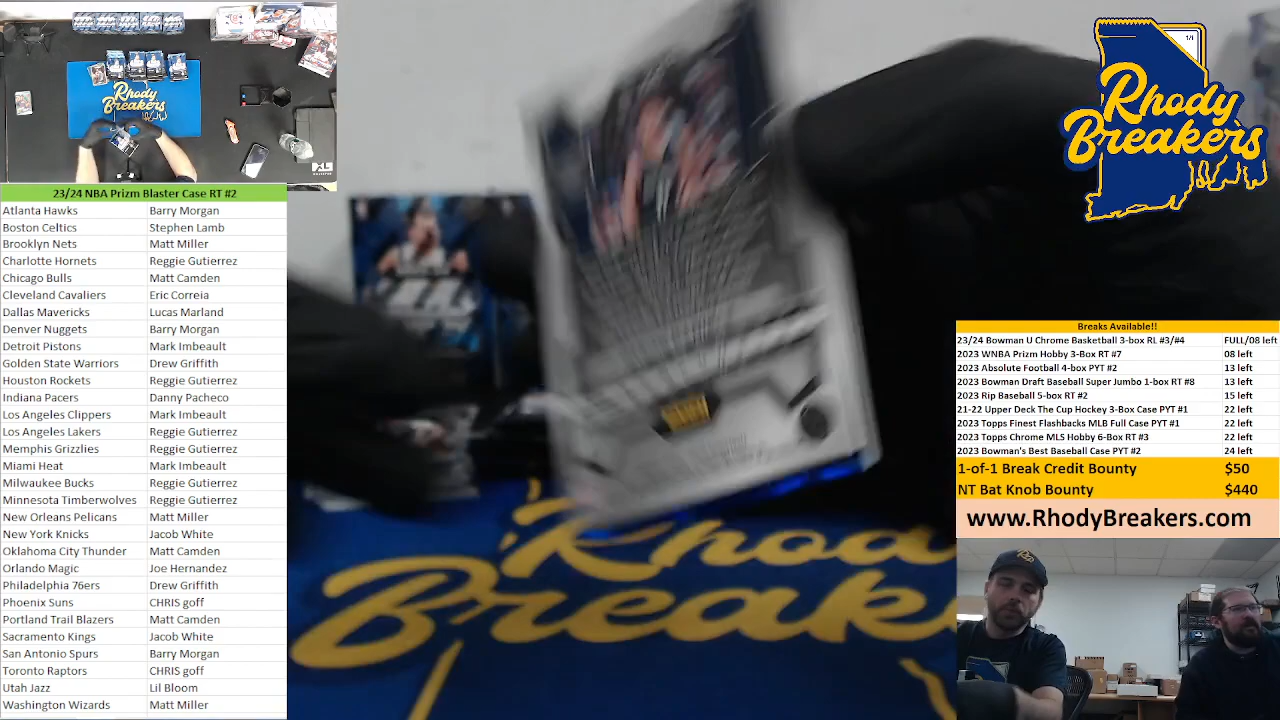 Rhody
Breakers
23/24 NBA Prizm Blaster Case RT #2
Atlanta Hawks Barry Morgan
Boston Celtics Stephen Lamb
Brooklyn Nets Matt Miller
Charlotte Hornets Reggie Gutierrez
Chicago Bulls Matt Camden
Cleveland Cavaliers Eric Correia
Dallas Mavericks Lucas Marland
Denver Nuggets Barry Morgan
Detroit Pistons Mark Imbeault
Golden State Warriors Drew Griffith
Houston Rockets Reggie Gutierrez
Indiana Pacers Danny Pacheco
Los Angeles Clippers Mark Imbeault
Los Angeles Lakers Reggie Gutierrez
Memphis Grizzlies Reggie Gutierrez
Miami Heat Mark Imbeault
Milwaukee Bucks Reggie Gutierrez
Minnesota Timberwolves Reggie Gutierrez
New Orleans Pelicans Matt Miller
New York Knicks Jacob White
Oklahoma City Thunder Matt Camden
Orlando Magic Joe Hernandez
Philadelphia 76ers Drew Griffith
Phoenix Suns CHRIS goff
Portland Trail Blazers Matt Camden
Sacramento Kings Jacob White
San Antonio Spurs Barry Morgan
Toronto Raptors CHRIS goff
Utah Jazz Lil Bloom
Washington Wizards Matt Miller
1/1
Rhody
Breakers
Breaks Available!!
23/24 Bowman U Chrome Basketball 3-box RL #3/#4 FULL/08 left
2023 WNBA Prizm Hobby 3-Box RT #7 08 left
2023 Absolute Football 4-box PYT #2 13 left
2023 Bowman Draft Baseball Super Jumbo 1-box RT #8 13 left
2023 Rip Baseball 5-box RT #2 15 left
21-22 Upper Deck The Cup Hockey 3-Box Case PYT #1 22 left
2023 Topps Finest Flashbacks MLB Full Case PYT #1 22 left
2023 Topps Chrome MLS Hobby 6-Box RT #3 22 left
2023 Bowman's Best Baseball Case PYT #2 24 left
1-of-1 Break Credit Bounty $50
NT Bat Knob Bounty $440
www.RhodyBreakers.com